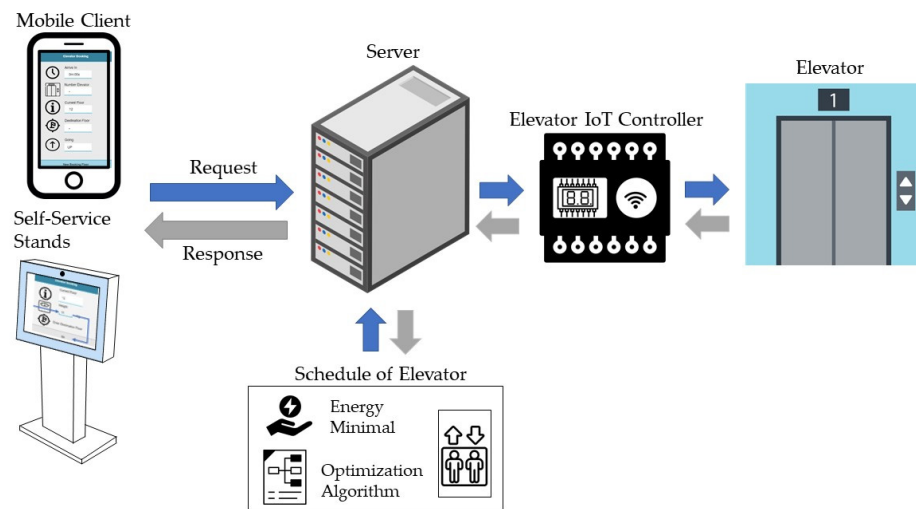 Mobile Client
Server
Elevator
1
Elevator IoT Controller
Request
Self-Service
Stands
Response
Schedule of Elevator
Energy
Minimal
Optimization
Algorithm